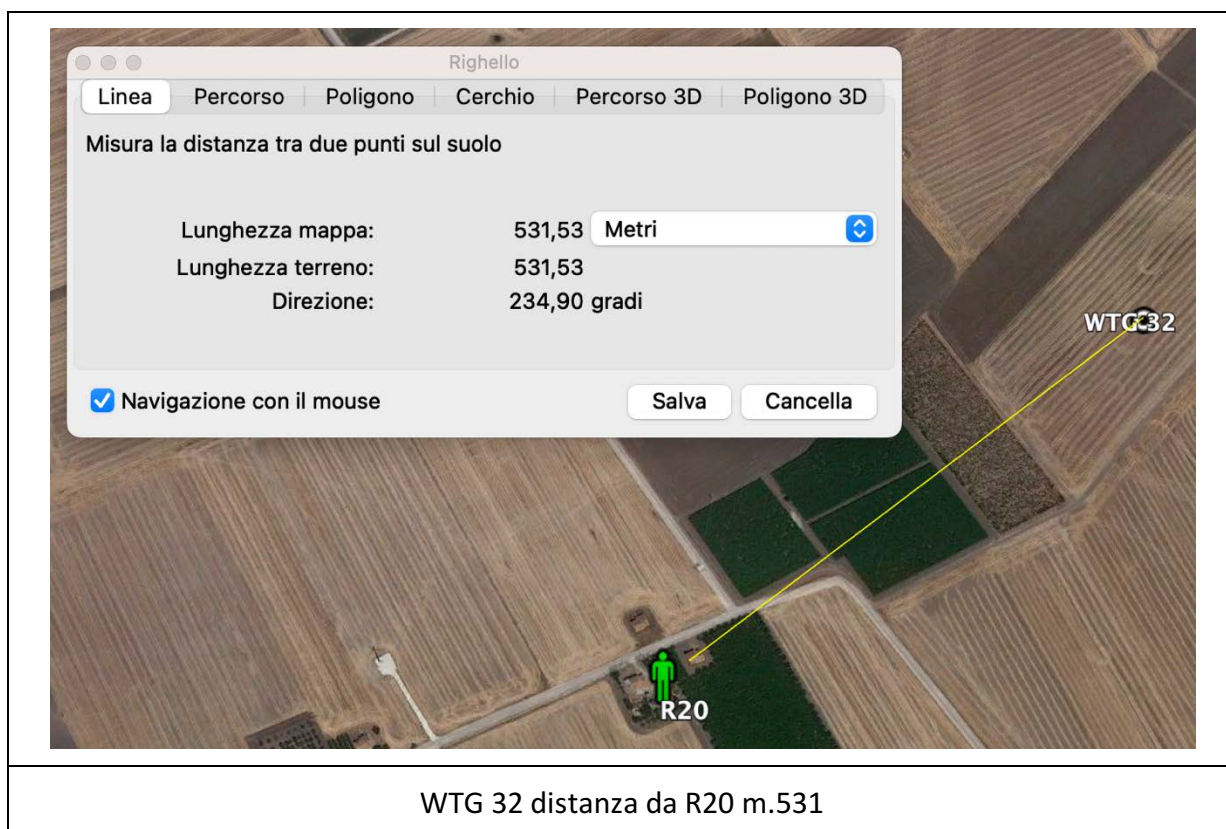 Righello
Linea Percorso Poligono Cerchio Percorso 3D Poligono 3D
Misura la distanza tra due punti sul suolo
Lunghezza mappa: 531,53 Metri
Lunghezza terreno: 531,53
Direzione: 234,90 gradi
Navigazione con il mouse Salva Cancella
WTG 32
R20
WTG 32 distanza da R20 m.531